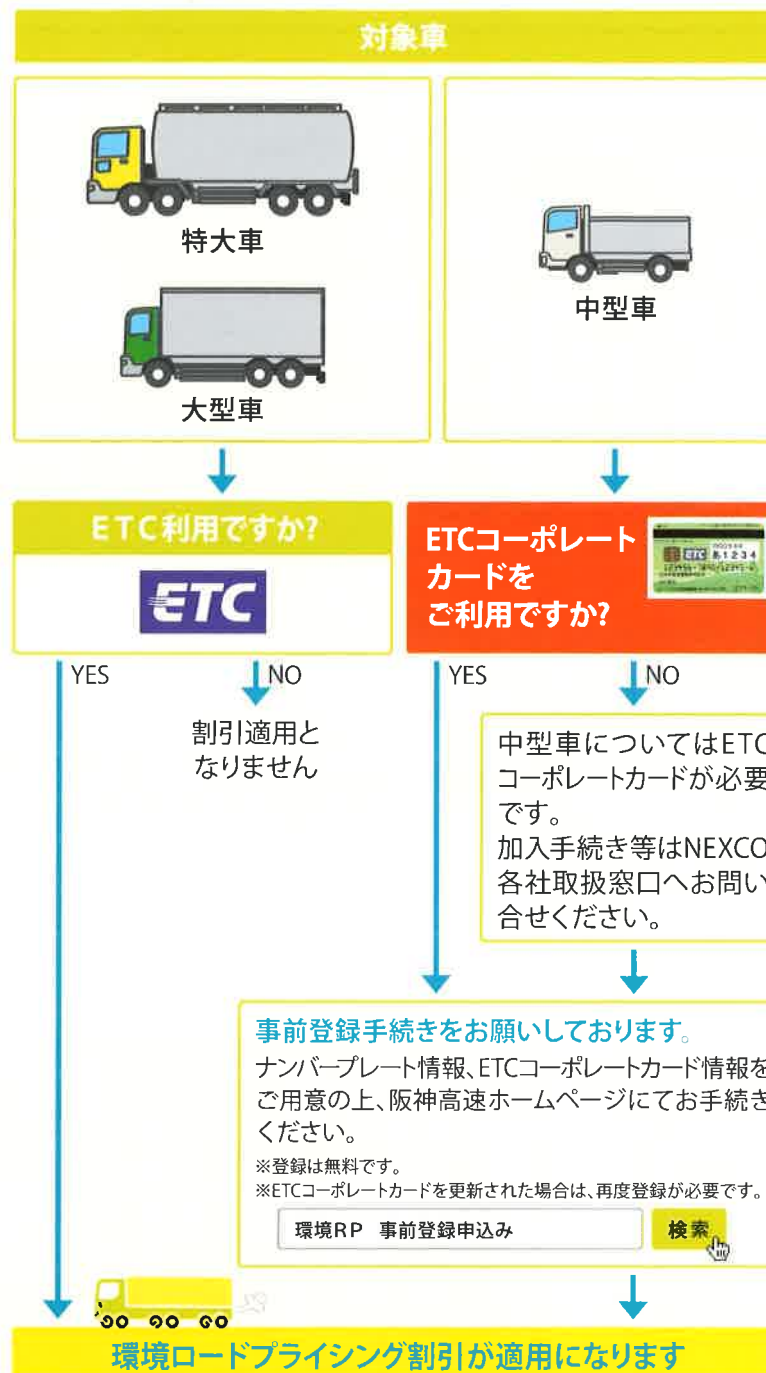 対象車
特大車
大型車
中型車
ETC利用ですか?
ETC
ETCコーポレート
カードを
ご利用ですか?
ETC
あ1234
YES
NO
YES
NO
割引適用と
なりません
中型車についてはETC
コーポレートカードが必要
です。
加入手続き等はNEXCO
各社取扱窓口へお問い
合せください。
事前登録手続きをお願いしております。
ナンバープレート情報、ETCコーポレートカード情報を
ご用意の上、阪神高速ホームページにてお手続き
ください。
※登録は無料です。
※ETCコーポレートカードを更新された場合は、再度登録が必要です。
環境RP 事前登録申込み
検索
環境ロードプライシング割引が適用になります